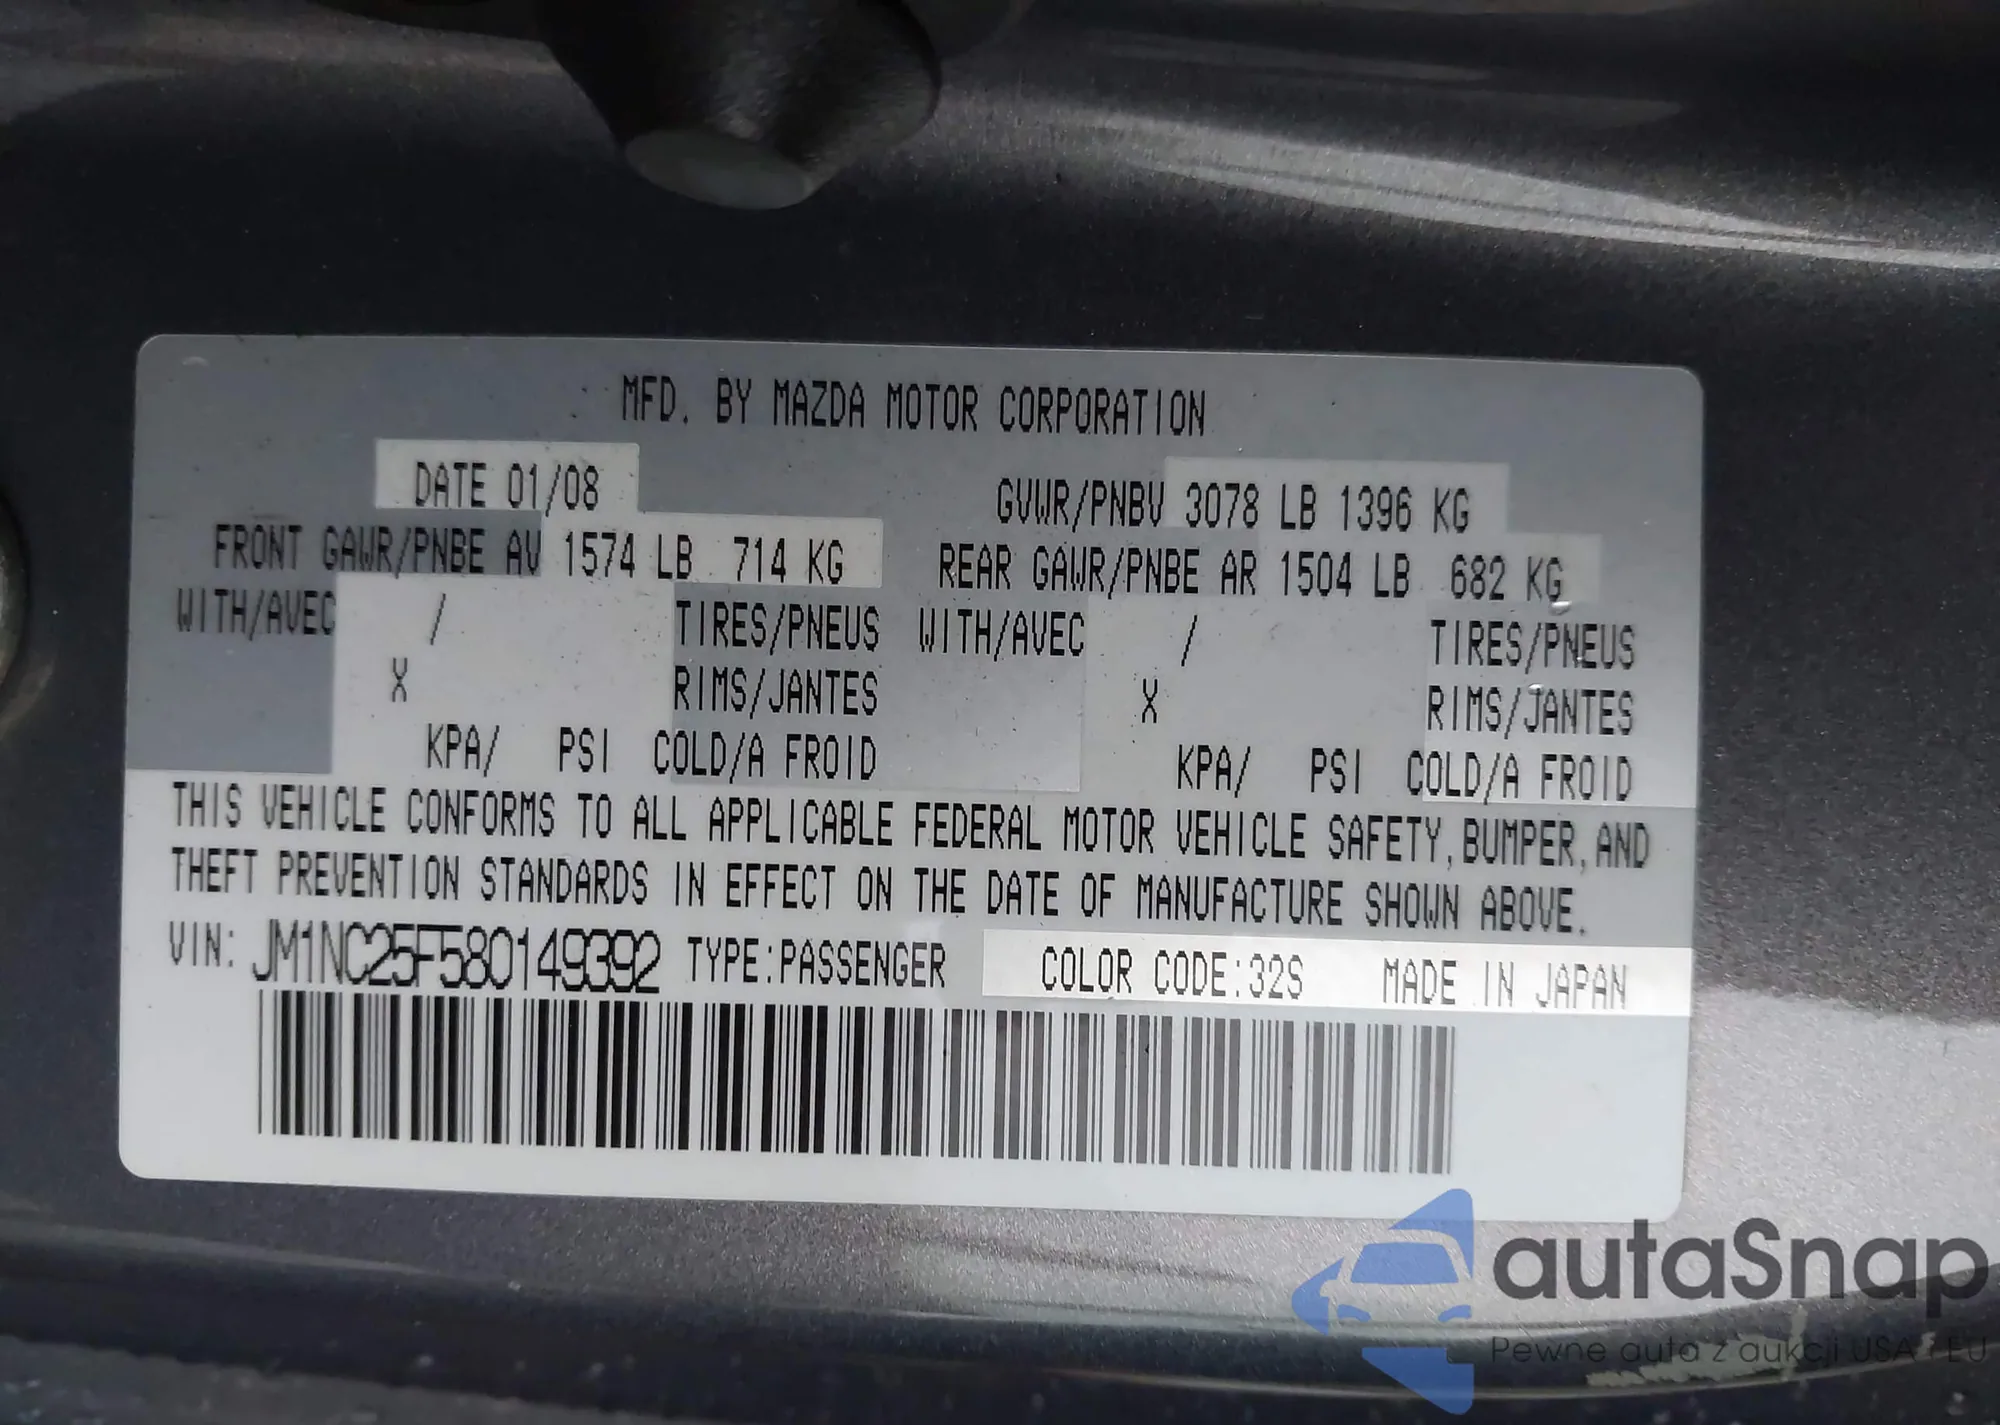 MFD. BY MAZDA MOTOR CORPORATION
DATE 01/08 GVWR/PNBV 3078 LB 1396 KG
FRONT GAWR/PNBE AV 1574 LB 714 KG REAR GAWR/PNBE AR 1504 LB 682 KG
WITH/AVEC / TIRES/PNEUS WITH/AVEC / TIRES/PNEUS
X RIMS/JANTES X RIMS/JANTES
KPA/ PSI COLD/A FROID KPA/ PSI COLD/A FROID
THIS VEHICLE CONFORMS TO ALL APPLICABLE FEDERAL MOTOR VEHICLE SAFETY, BUMPER, AND
THEFT PREVENTION STANDARDS IN EFFECT ON THE DATE OF MANUFACTURE SHOWN ABOVE.
VIN: JM1NC25F580149392 TYPE:PASSENGER COLOR CODE:32S MADE IN JAPAN
autaSnap
Pewne auta z aukcji USA i EU